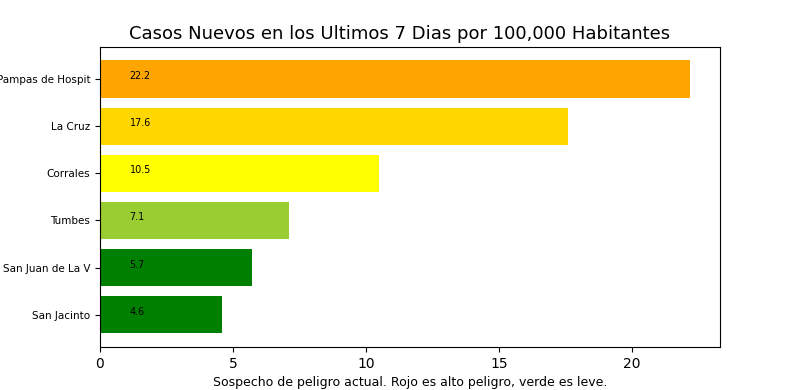 Casos Nuevos en los Ultimos 7 Dias por 100,000 Habitantes
Pampas de Hospit
22.2
La Cruz
17.6
Corrales
10.5
Tumbes
7.1
San Juan de La V
5.7
San Jacinto
4.6
0 5 10 15 20
Sospecho de peligro actual. Rojo es alto peligro, verde es leve.